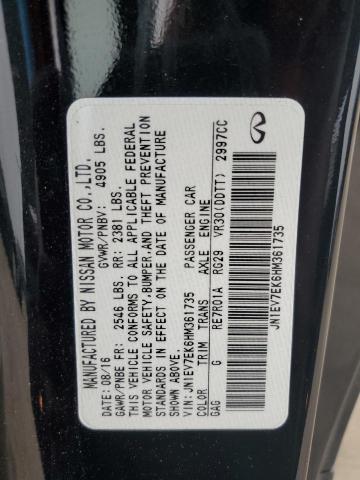 MANUFACTURED BY NISSAN MOTOR CO.,LTD.
DATE: 08/16 GVWR/PNBV: 4905 LBS.
GAWR/PNBE FR: 2546 LBS. RR: 2381 LBS.
THIS VEHICLE CONFORMS TO ALL APPLICABLE FEDERAL
MOTOR VEHICLE SAFETY,BUMPER,AND THEFT PREVENTION
STANDARDS IN EFFECT ON THE DATE OF MANUFACTURE
SHOWN ABOVE.
VIN: JN1EV7EK6HM361735 PASSENGER CAR
COLOR TRIM TRANS AXLE ENGINE
GAG G RE7R01A RG29 VR30(DDTT) 2997CC
JN1EV7EK6HM361735